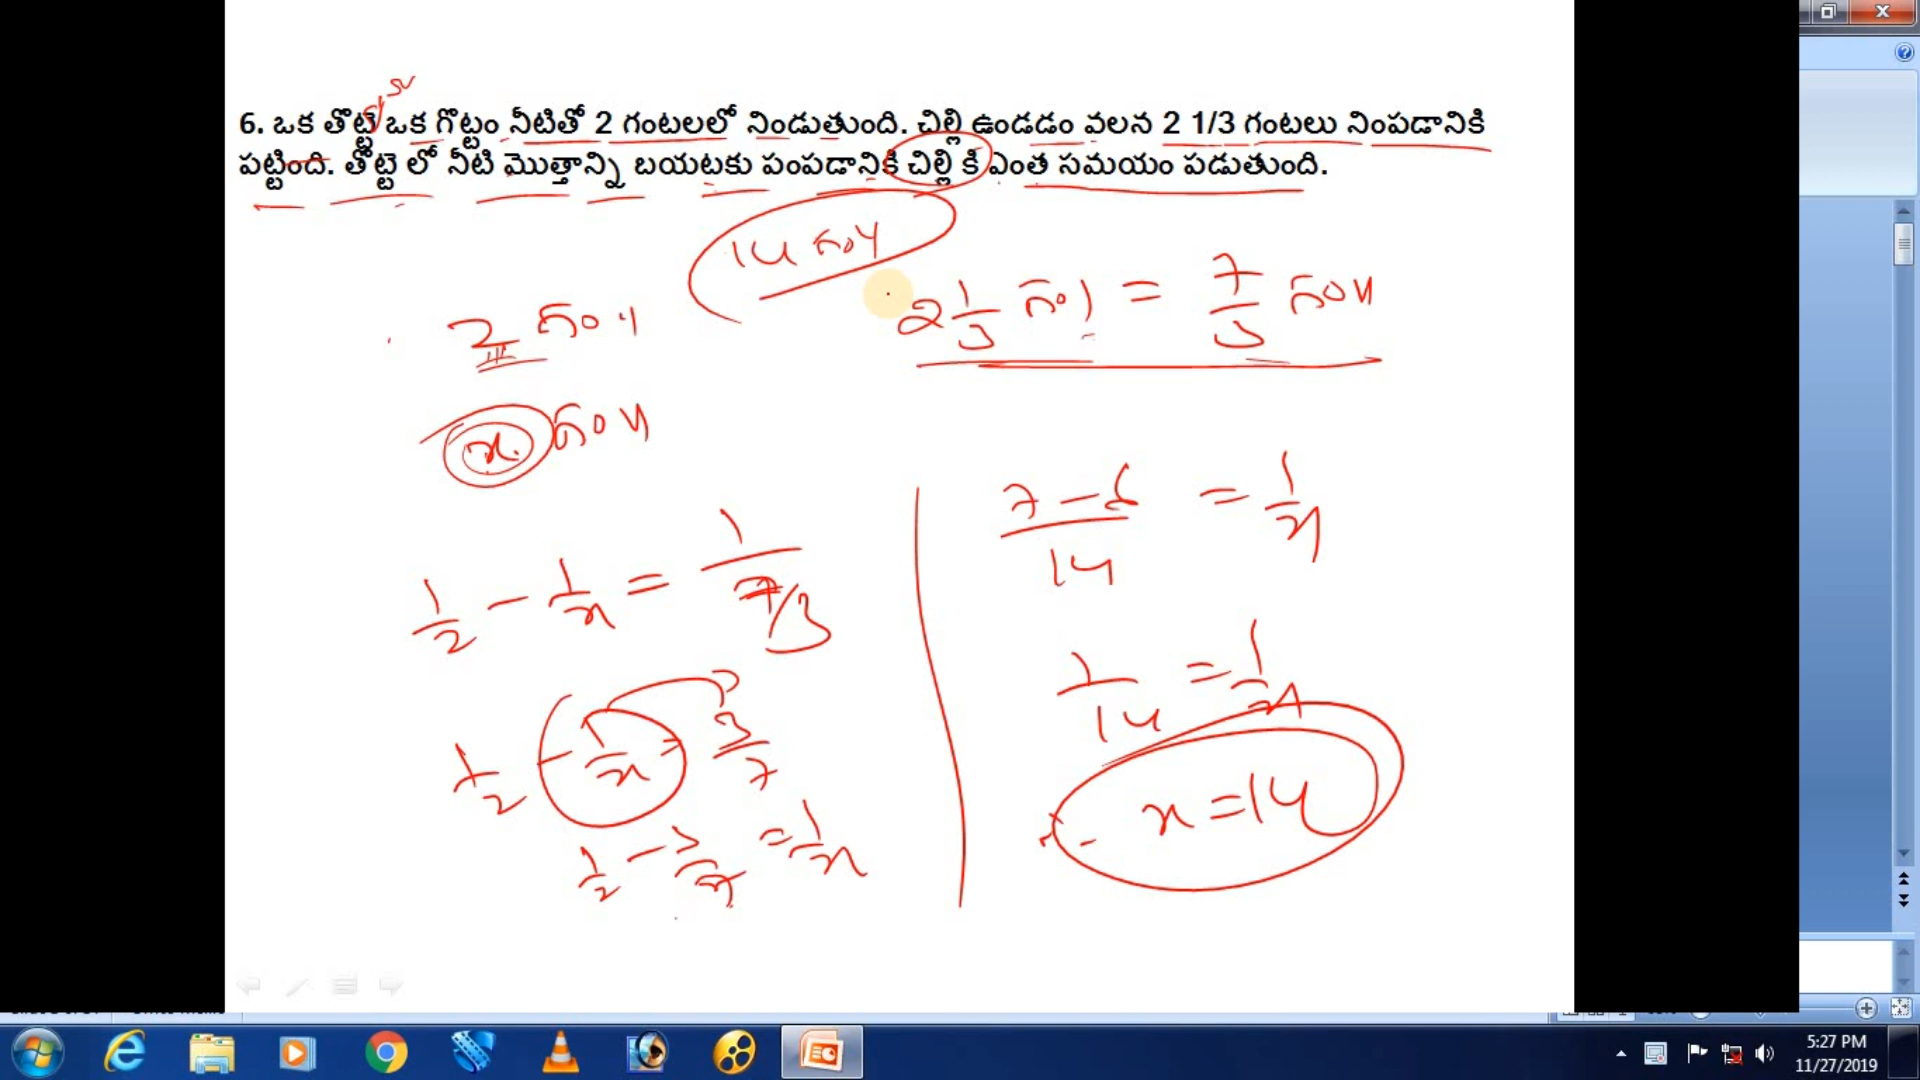 6. ఒక తొట్టె ఒక గొట్టం నీటితో 2 గంటలలో నిండుతుంది. చిల్లి ఉండడం వలన 2 1/3 గంటలు నింపడానికి
పట్టింది. తొట్టె లో నీటి మొత్తాన్ని బయటకు పంపడానికి చిల్లి కి ఎంత సమయం పడుతుంది.
14 గం॥
2 గం॥
2 1/3 గం॥ = 7/3 గం॥
x గం॥
1/2 - 1/x = 1/(7/3)
1/2 - 1/x = 3/7
1/2 - 3/7 = 1/x
7 - 6 / 14 = 1/x
1/14 = 1/x
x = 14
5:27 PM
11/27/2019